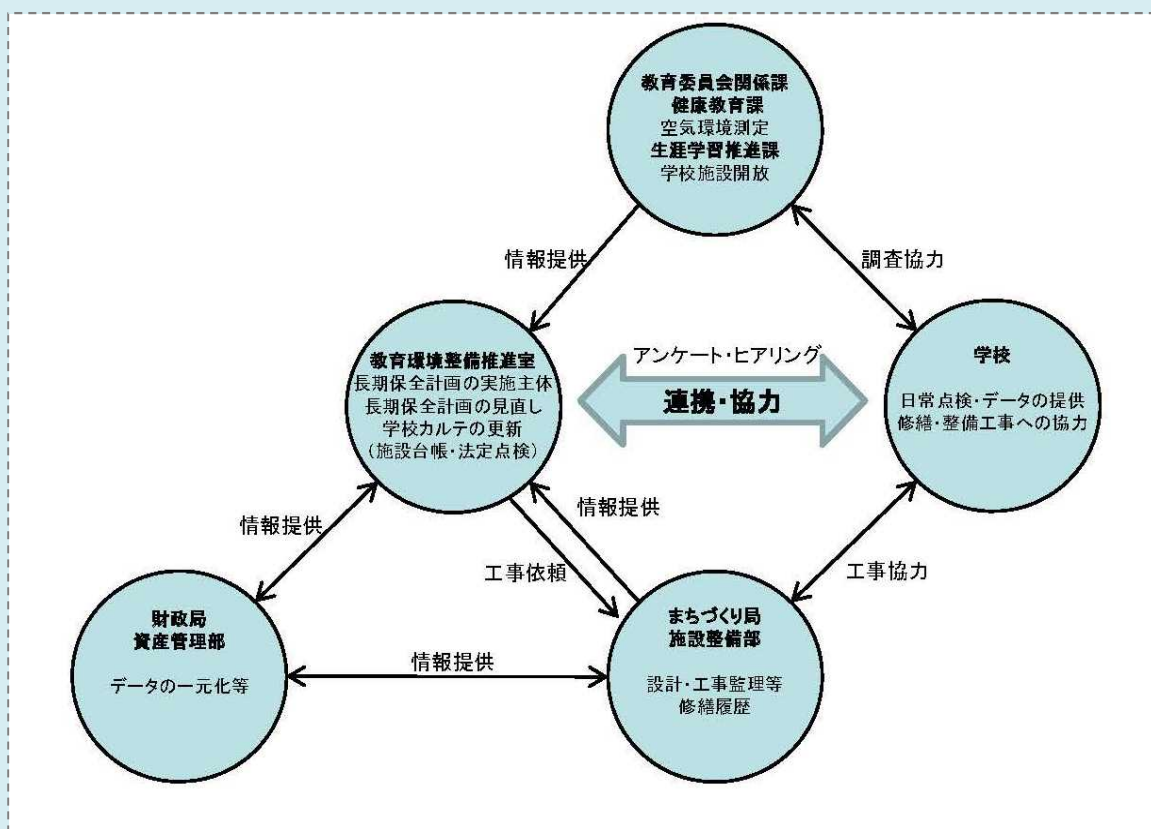 教育委員会関係課
健康教育課
空気環境測定
生涯学習推進課
学校施設開放
情報提供
調査協力
教育環境整備推進室
長期保全計画の実施主体
長期保全計画の見直し
学校カルテの更新
(施設台帳・法定点検)
アンケート・ヒアリング
連携・協力
学校
日常点検・データの提供
修繕・整備工事への協力
情報提供
情報提供
工事依頼
工事協力
財政局
資産管理部
データの一元化等
情報提供
まちづくり局
施設整備部
設計・工事監理等
修繕履歴